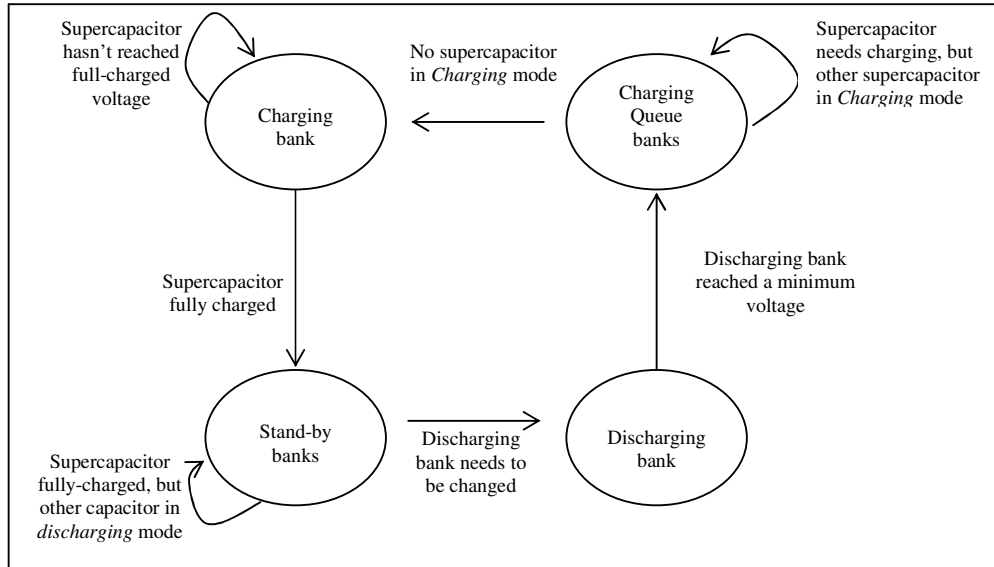 Supercapacitor
hasn't reached
full-charged
voltage
Charging
bank
No supercapacitor
in Charging mode
Charging
Queue
banks
Supercapacitor
needs charging, but
other supercapacitor
in Charging mode
Supercapacitor
fully charged
Discharging bank
reached a minimum
voltage
Stand-by
banks
Supercapacitor
fully-charged, but
other capacitor in
discharging mode
Discharging
bank needs to
be changed
Discharging
bank